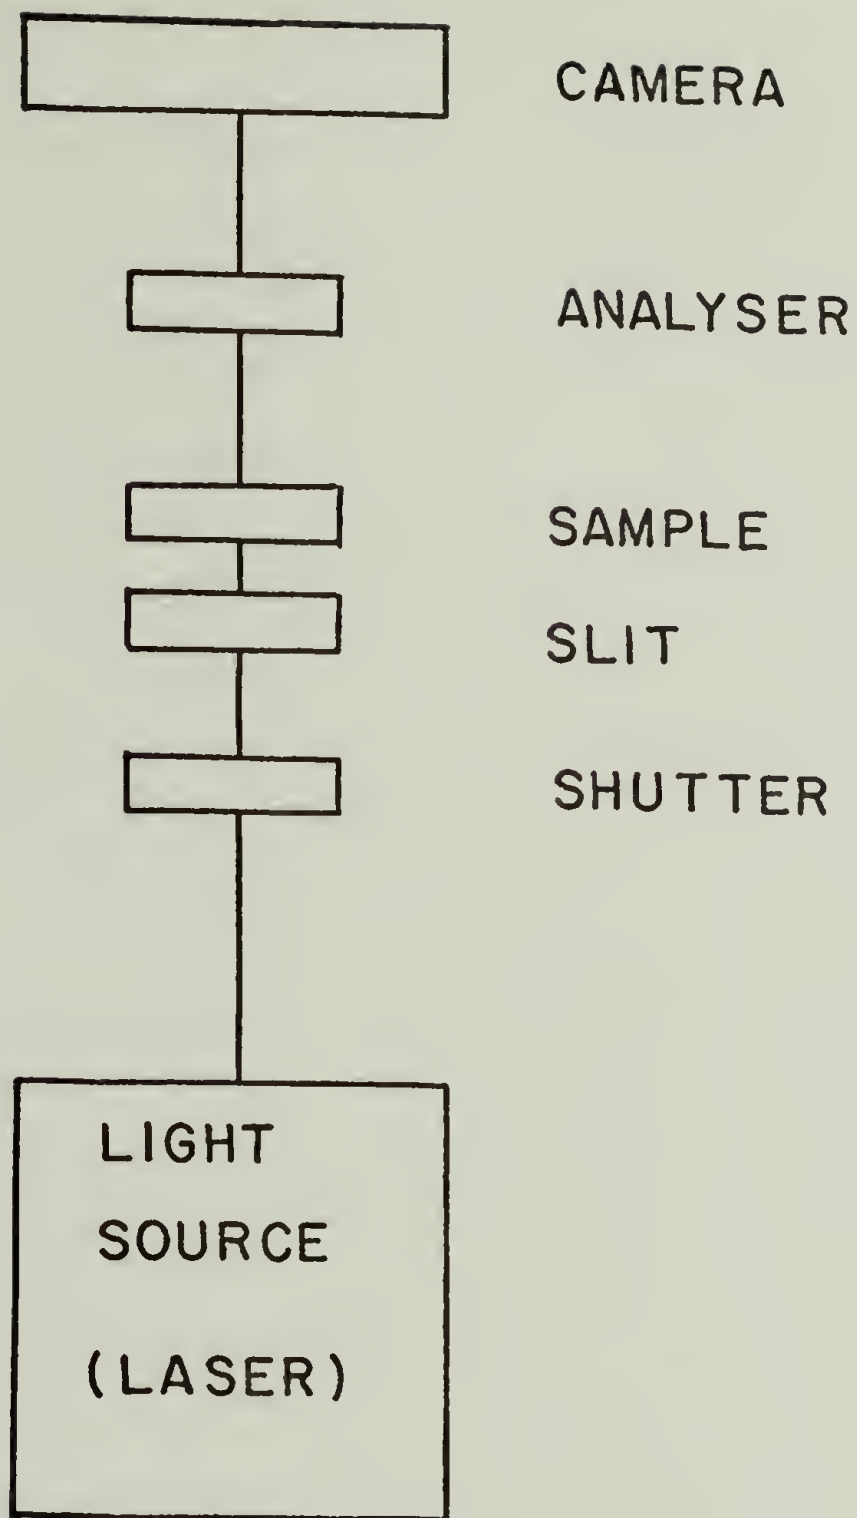 CAMERA
ANALYSER
SAMPLE
SLIT
SHUTTER
LIGHT
SOURCE
(LASER)